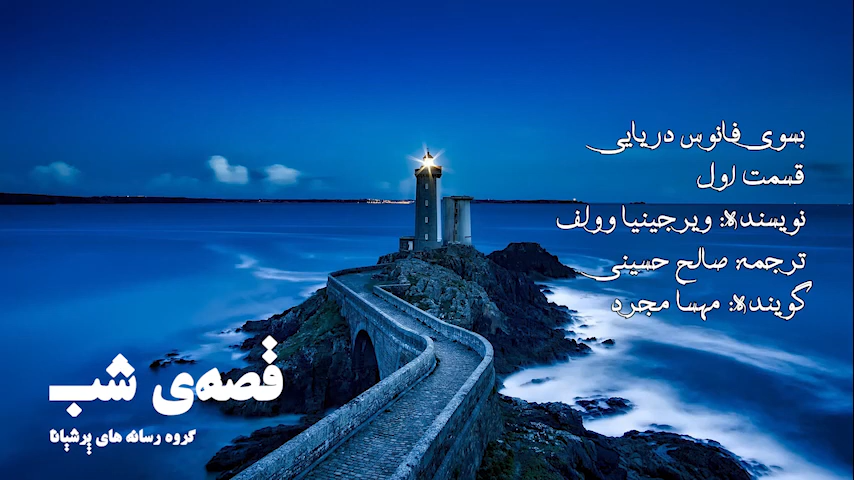 بسوی فانوس دریایی
قسمت اول
نویسنده: ویرجینیا وولف
ترجمه صالح حسینی
گوینده: مهسا مجرد
قصه‌ی شب
گروه رسانه های پرشیانا